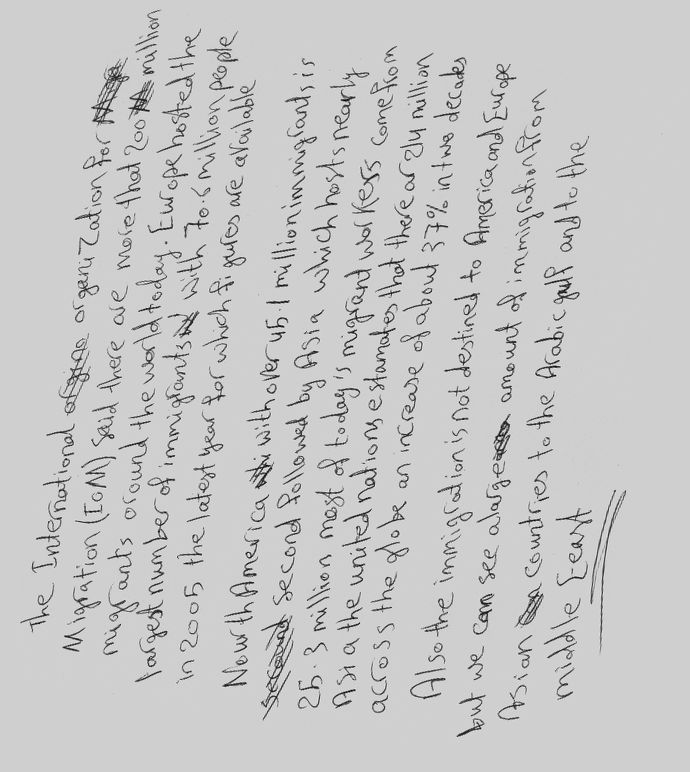 The International organization for
Migration (IoM) said there are more that 200 million
migrants around the world today. Europe hosted the
largest number of immigrants with 70.6 million people
in 2005 the latest year for which figures are available
Nourth America with over 45.1 million immigrants is
second followed by Asia which hosts nearly
25.3 million most of today is migrant workers come from
Asia the united nations estamates that there ar 214 million
across the globe an increase of about 37% in two decades
Also the immigration is not destined to America and Europe
but we can see a large amount of immigration from
Asian countries to the Arabic gulf and to the
middle East